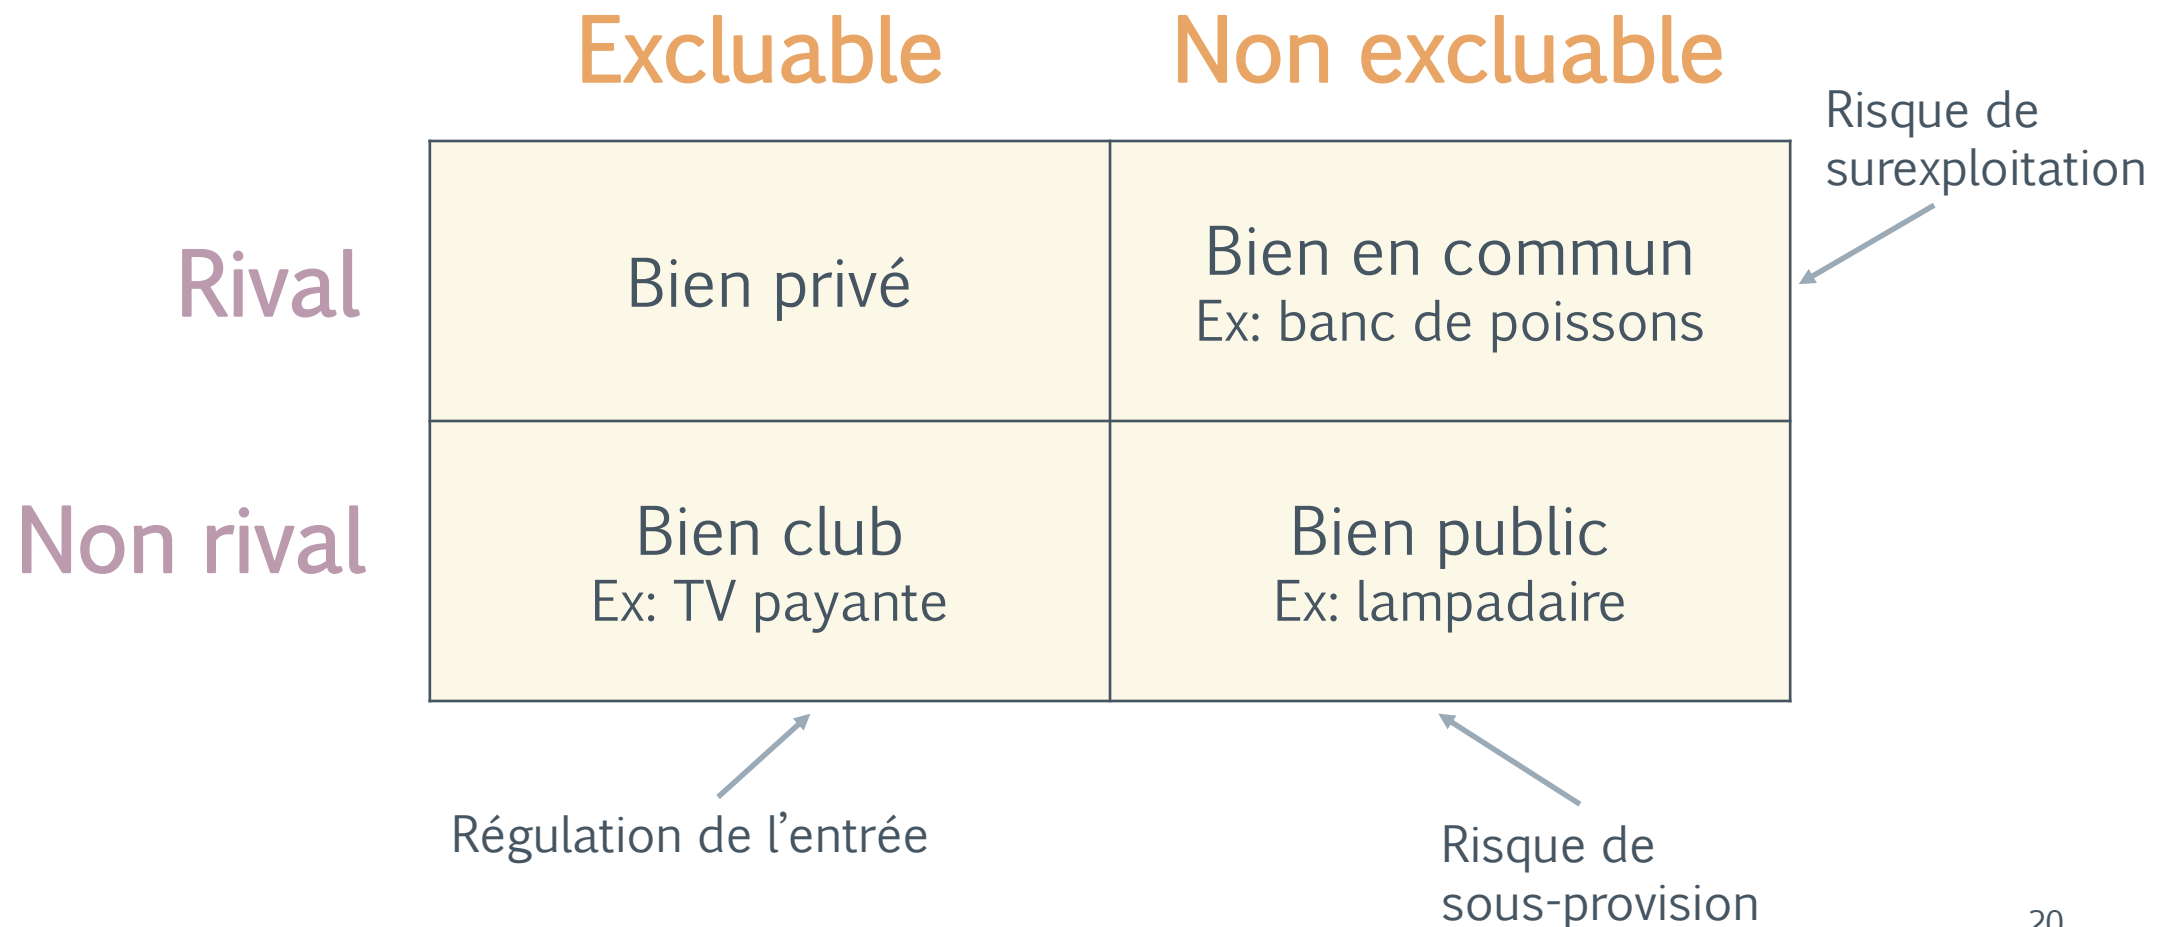 Excluable
Non excluable
Risque de
surexploitation
Rival
Bien privé
Bien en commun
Ex: banc de poissons
Non rival
Bien club
Ex: TV payante
Bien public
Ex: lampadaire
Régulation de l’entrée
Risque de
sous-provision
20